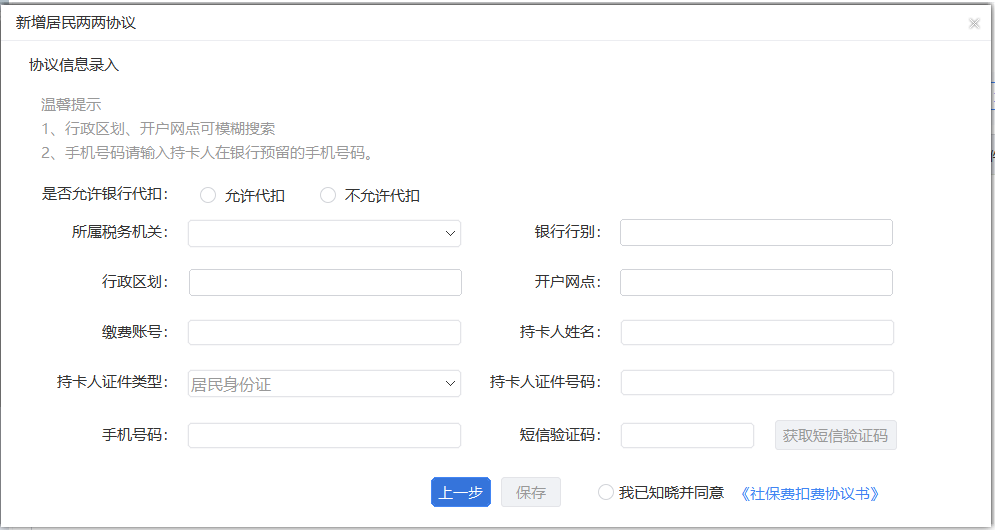 新增居民两两协议
协议信息录入
温馨提示
1、行政区划、开户网点可模糊搜索
2、手机号码请输入持卡人在银行预留的手机号码。
是否允许银行代扣： 允许代扣 不允许代扣
所属税务机关： 银行行别：
行政区划： 开户网点：
缴费账号： 持卡人姓名：
持卡人证件类型： 居民身份证 持卡人证件号码：
手机号码： 短信验证码： 获取短信验证码
上一步 保存 我已知晓并同意 《社保费扣费协议书》